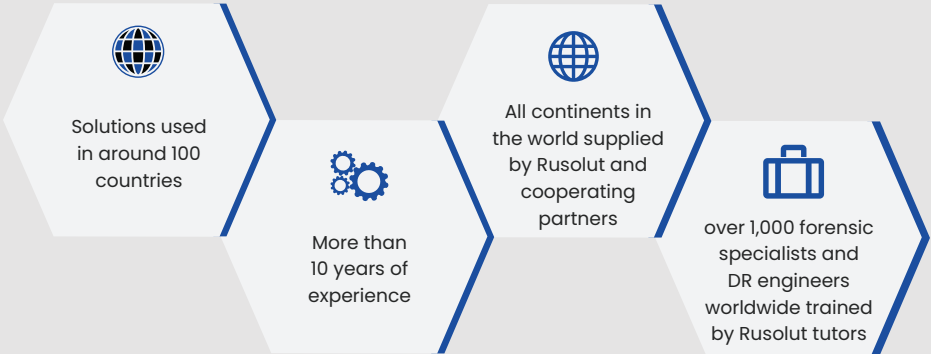 Solutions used
in around 100
countries
More than
10 years of
experience
All continents in
the world supplied
by Rusolut and
cooperating
partners
over 1,000 forensic
specialists and
DR engineers
worldwide trained
by Rusolut tutors